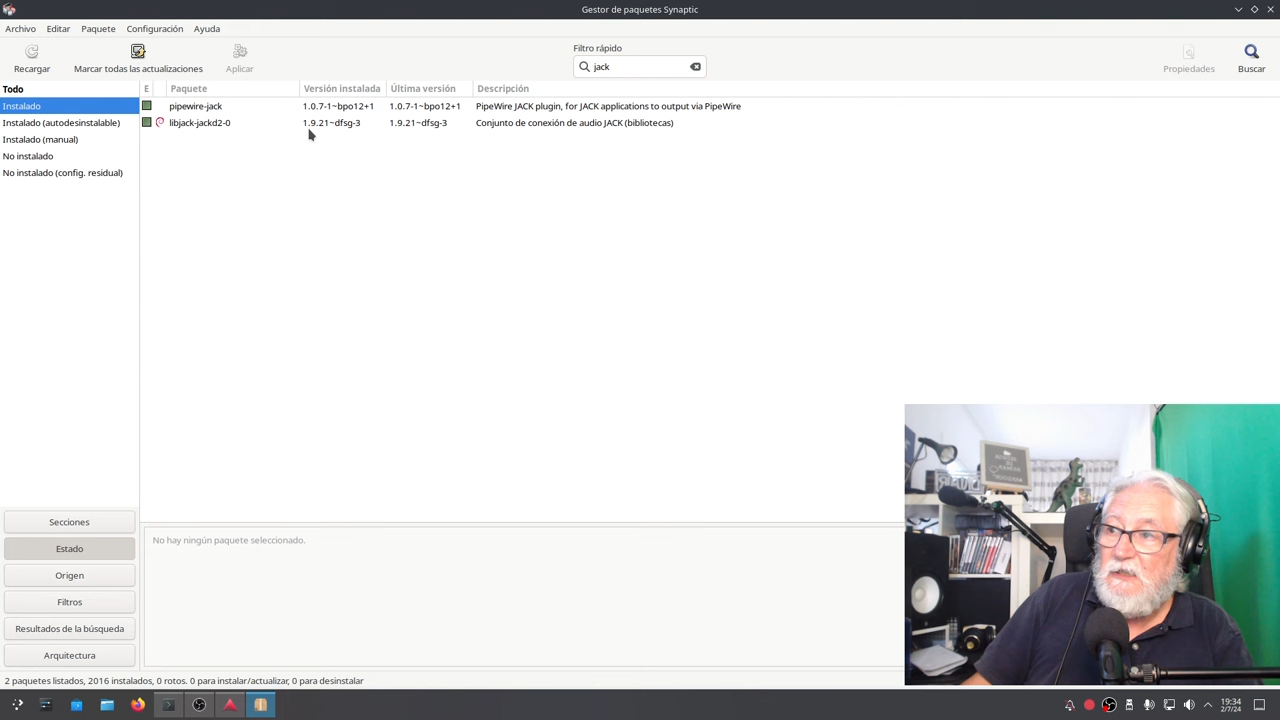 Gestor de paquetes Synaptic
Archivo Editar Paquete Configuración Ayuda
Recargar Marcar todas las actualizaciones Aplicar
Filtro rápido
jack
Propiedades Buscar
Todo
Instalado
Instalado (autodesinstalable)
Instalado (manual)
No instalado
No instalado (config. residual)
E Paquete Versión instalada Última versión Descripción
pipewire-jack 1.0.7-1~bpo12+1 1.0.7-1~bpo12+1 PipeWire JACK plugin, for JACK applications to output via PipeWire
libjack-jackd2-0 1.9.21~dfsg-3 1.9.21~dfsg-3 Conjunto de conexión de audio JACK (bibliotecas)
No hay ningún paquete seleccionado.
Secciones
Estado
Origen
Filtros
Resultados de la búsqueda
Arquitectura
2 paquetes listados, 2016 instalados, 0 rotos. 0 para instalar/actualizar, 0 para desinstalar
19:34
2/7/24